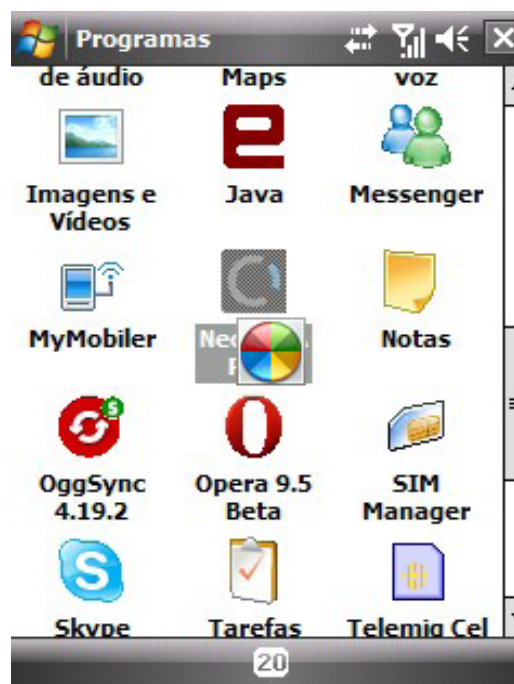 Programas
de áudio Maps voz
Imagens e Java Messenger
Vídeos
MyMobiler Notas
OggSync Opera 9.5 SIM
4.19.2 Beta Manager
Skype Tarefas Telemig Cel
20